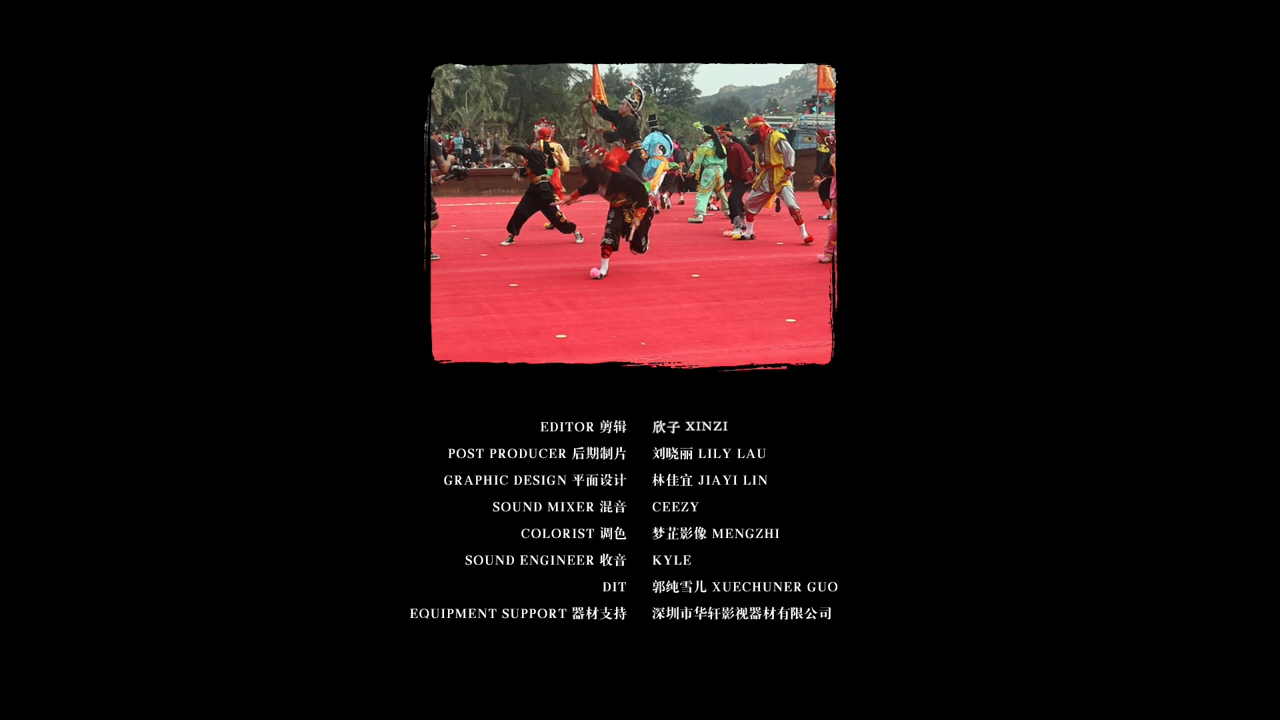 EDITOR 剪辑 欣子 XINZI
POST PRODUCER 后期制片 刘晓丽 LILY LAU
GRAPHIC DESIGN 平面设计 林佳宜 JIAYI LIN
SOUND MIXER 混音 CEEZY
COLORIST 调色 梦芷影像 MENGZHI
SOUND ENGINEER 收音 KYLE
DIT 郭纯雪儿 XUECHUNER GUO
EQUIPMENT SUPPORT 器材支持 深圳市华轩影视器材有限公司